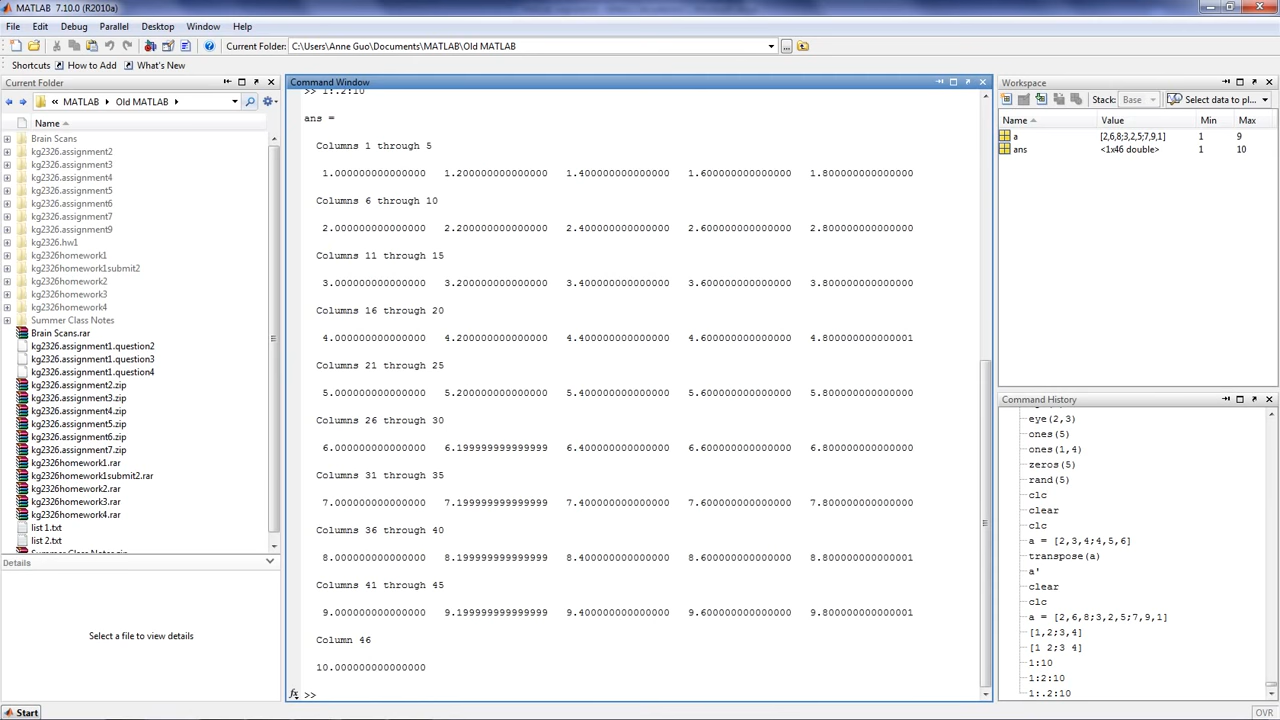 MATLAB 7.10.0 (R2010a)
File Edit Debug Parallel Desktop Window Help
Current Folder: C:\Users\Anne Guo\Documents\MATLAB\Old MATLAB
Shortcuts How to Add What's New
Current Folder
« MATLAB Old MATLAB
Name
Brain Scans
kg2326.assignment2
kg2326.assignment3
kg2326.assignment4
kg2326.assignment5
kg2326.assignment6
kg2326.assignment7
kg2326.assignment9
kg2326.hw1
kg2326homework1
kg2326homework1submit2
kg2326homework2
kg2326homework3
kg2326homework4
Summer Class Notes
Brain Scans.rar
kg2326.assignment1.question2
kg2326.assignment1.question3
kg2326.assignment1.question4
kg2326.assignment2.zip
kg2326.assignment3.zip
kg2326.assignment4.zip
kg2326.assignment5.zip
kg2326.assignment6.zip
kg2326.assignment7.zip
kg2326homework1.rar
kg2326homework1submit2.rar
kg2326homework2.rar
kg2326homework3.rar
kg2326homework4.rar
list 1.txt
list 2.txt
Summer Class Notes.zip
Details
Select a file to view details
Start
Command Window
>> 1:.2:10
ans =
Columns 1 through 5
1.000000000000000 1.200000000000000 1.400000000000000 1.600000000000000 1.800000000000000
Columns 6 through 10
2.000000000000000 2.200000000000000 2.400000000000000 2.600000000000000 2.800000000000000
Columns 11 through 15
3.000000000000000 3.200000000000000 3.400000000000000 3.600000000000000 3.800000000000000
Columns 16 through 20
4.000000000000000 4.200000000000000 4.400000000000000 4.600000000000000 4.800000000000001
Columns 21 through 25
5.000000000000000 5.200000000000000 5.400000000000000 5.600000000000000 5.800000000000000
Columns 26 through 30
6.000000000000000 6.199999999999999 6.400000000000000 6.600000000000000 6.800000000000000
Columns 31 through 35
7.000000000000000 7.199999999999999 7.400000000000000 7.600000000000000 7.800000000000000
Columns 36 through 40
8.000000000000000 8.199999999999999 8.400000000000000 8.600000000000000 8.800000000000001
Columns 41 through 45
9.000000000000000 9.199999999999999 9.400000000000000 9.600000000000000 9.800000000000001
Column 46
10.000000000000000
fx >>
Workspace
Stack: Base Select data to pl...
Name Value Min Max
a [2,6,8;3,2,5;7,9,1] 1 9
ans <1x46 double> 1 10
Command History
eye(2,3)
ones(5)
ones(1,4)
zeros(5)
rand(5)
clc
clear
clc
a = [2,3,4;4,5,6]
transpose(a)
a'
clear
clc
a = [2,6,8;3,2,5;7,9,1]
[1,2;3,4]
[1 2;3 4]
1:10
1:2:10
1:.2:10
OVR